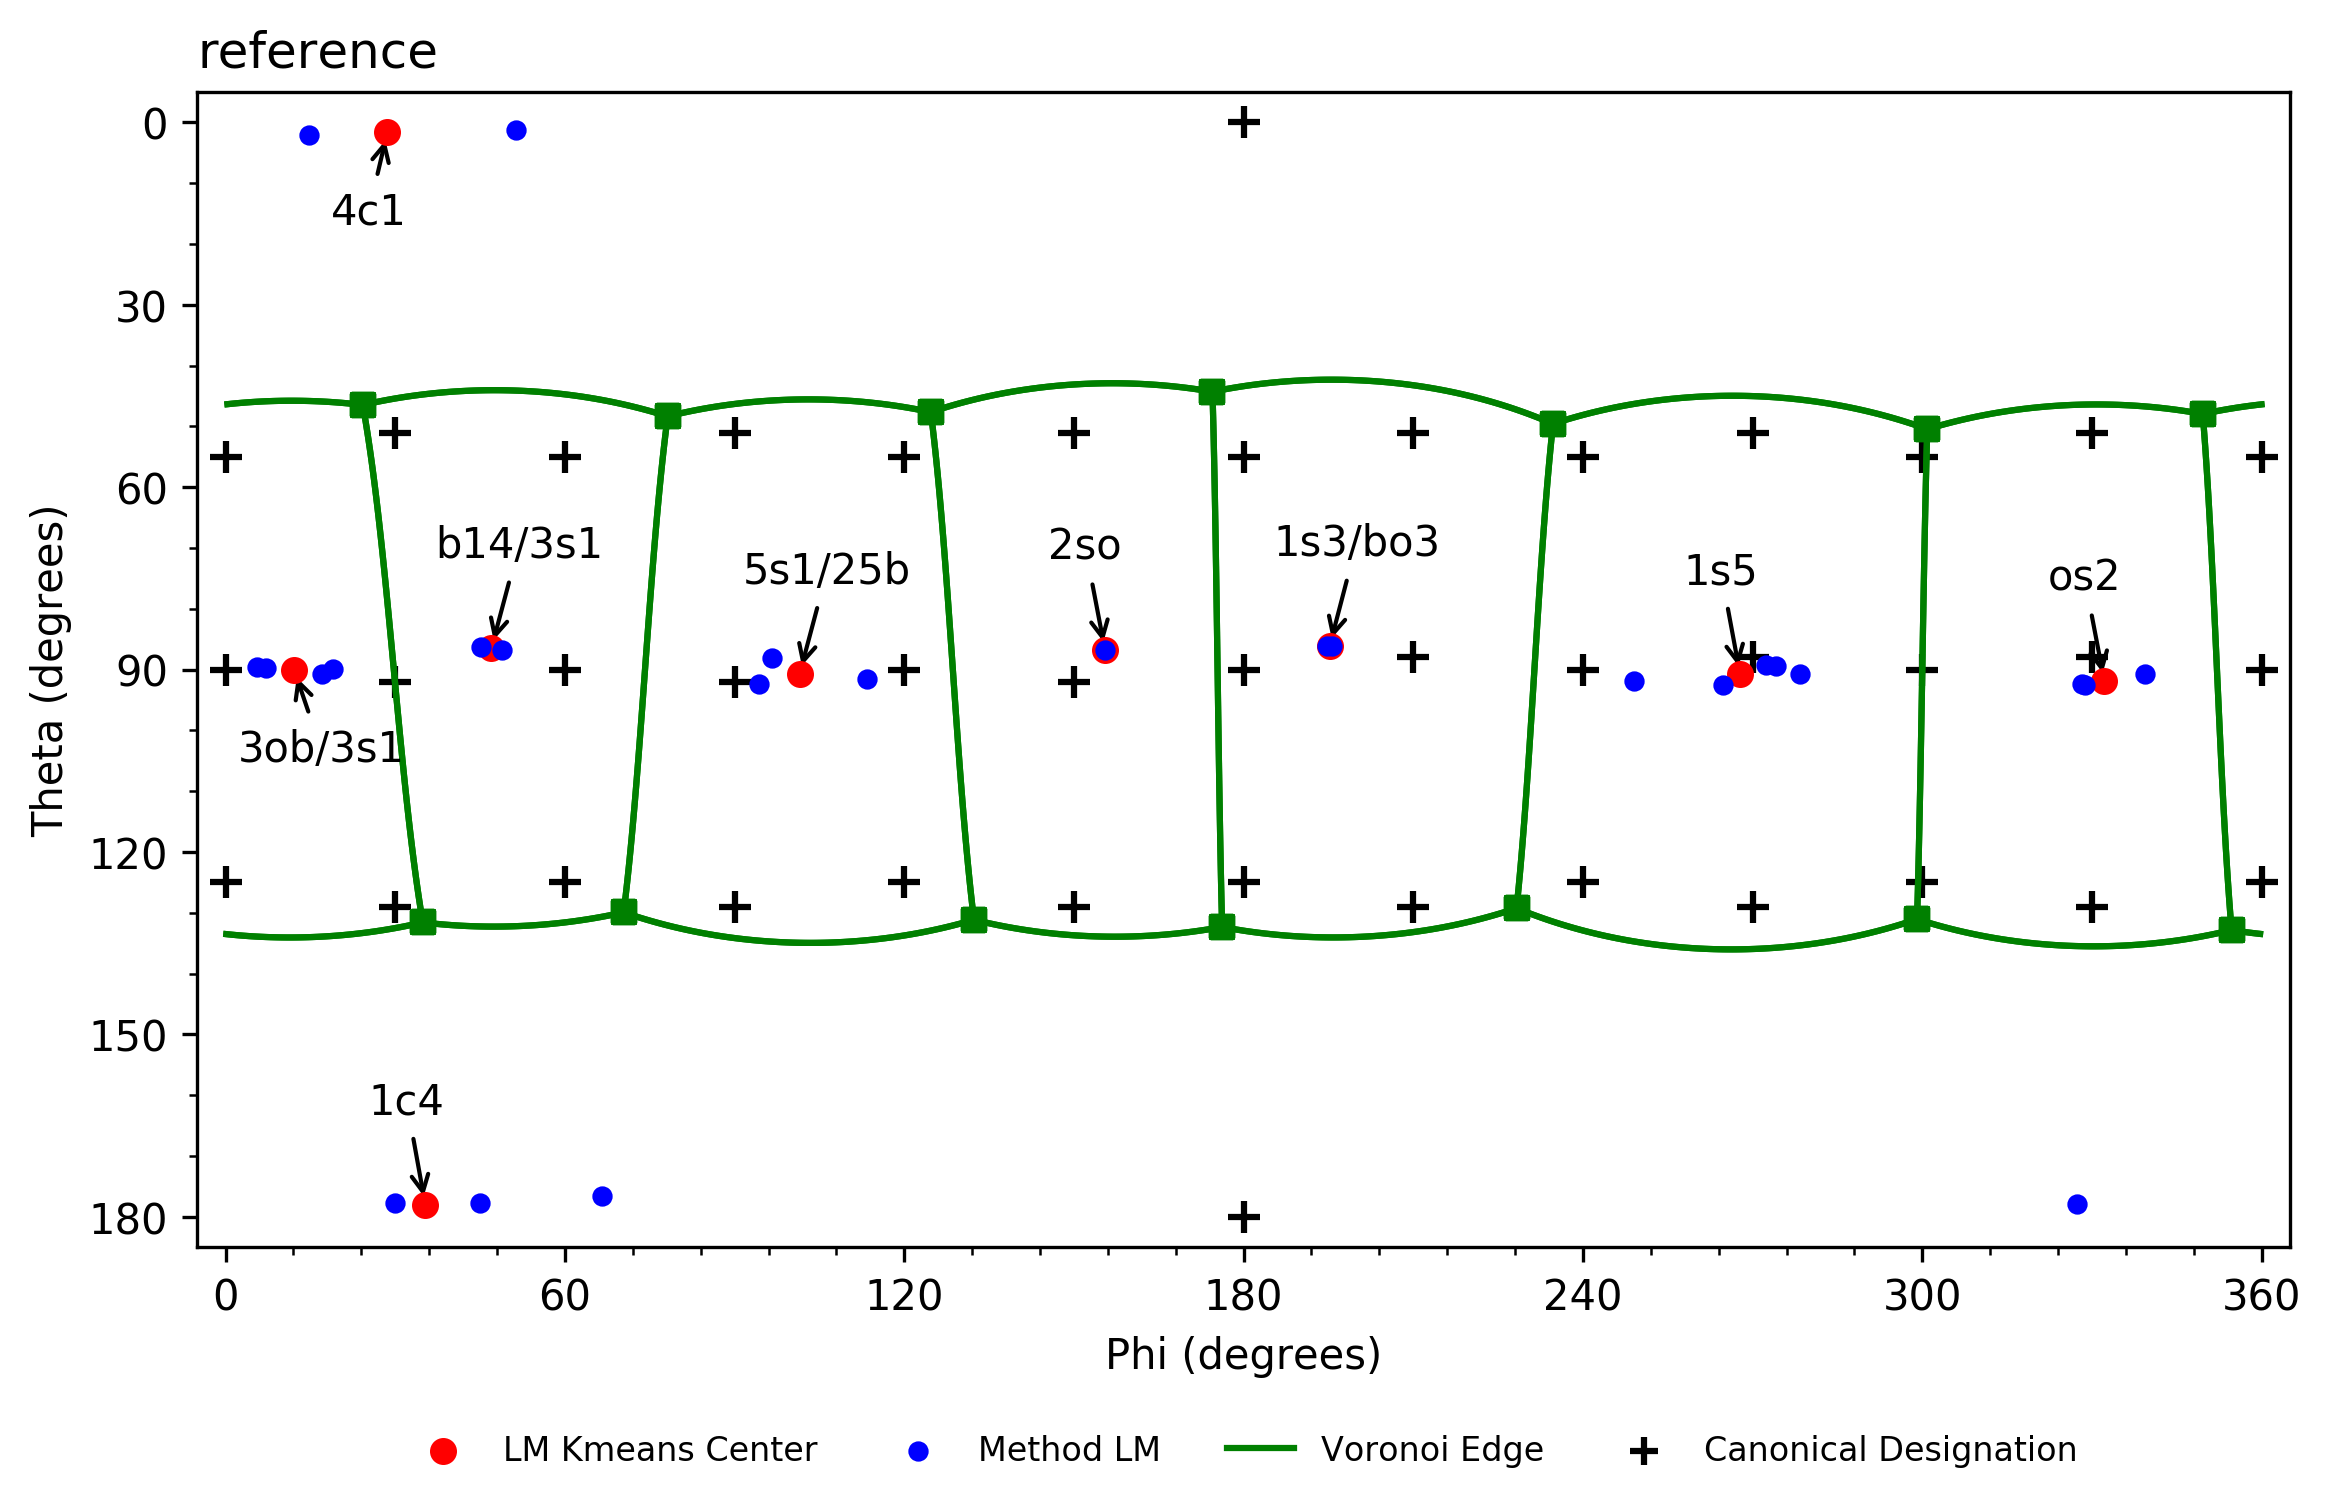 reference
0
30
60
90
120
150
180
Theta (degrees)
4c1
b14/3s1
5s1/25b
2so
1s3/bo3
1s5
os2
3ob/3s1
1c4
0 60 120 180 240 300 360
Phi (degrees)
LM Kmeans Center Method LM Voronoi Edge Canonical Designation